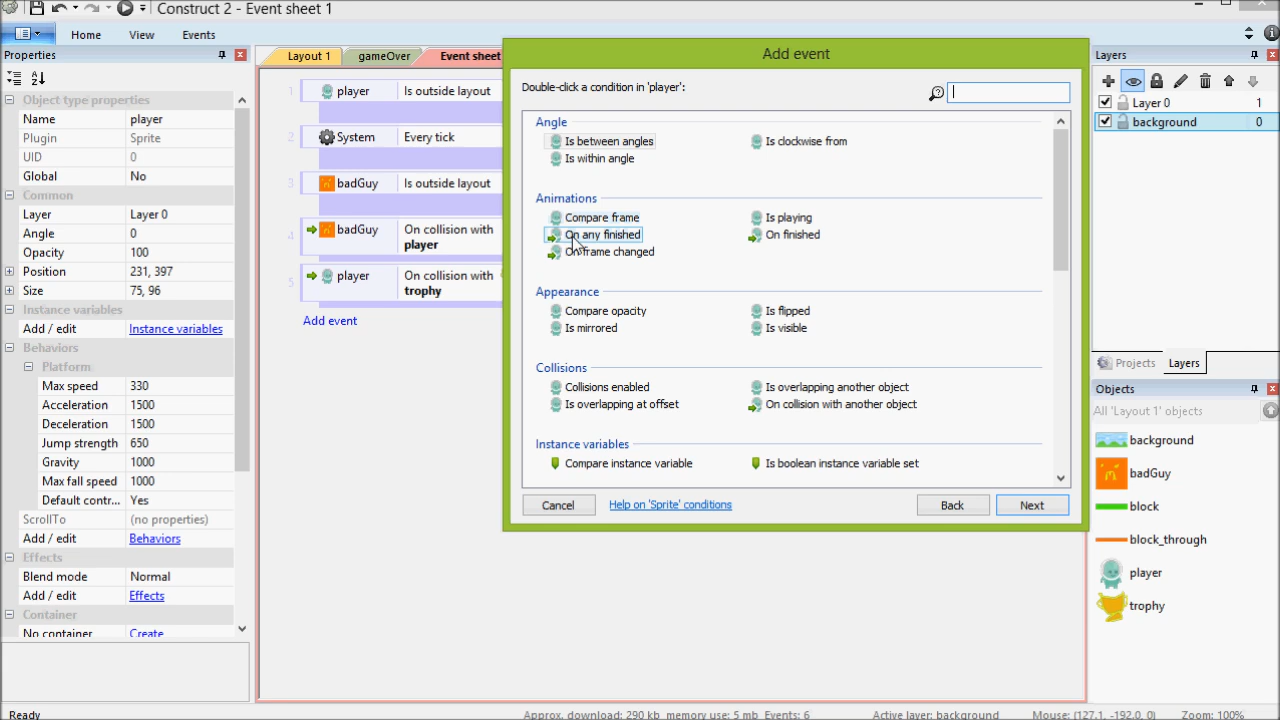 Construct 2 - Event sheet 1
Home View Events
Properties
Object type properties
Name player
Plugin Sprite
UID 0
Global No
Common
Layer Layer 0
Angle 0
Opacity 100
Position 231, 397
Size 75, 96
Instance variables
Add / edit Instance variables
Behaviors
Platform
Max speed 330
Acceleration 1500
Deceleration 1500
Jump strength 650
Gravity 1000
Max fall speed 1000
Default contr... Yes
ScrollTo (no properties)
Add / edit Behaviors
Effects
Blend mode Normal
Add / edit Effects
Container
No container Create
Layout 1 gameOver Event sheet
1 player Is outside layout
2 System Every tick
3 badGuy Is outside layout
4 badGuy On collision with
player
5 player On collision with
trophy
Add event
Add event
Double-click a condition in 'player':
Angle
Is between angles Is clockwise from
Is within angle
Animations
Compare frame Is playing
On any finished On finished
On frame changed
Appearance
Compare opacity Is flipped
Is mirrored Is visible
Collisions
Collisions enabled Is overlapping another object
Is overlapping at offset On collision with another object
Instance variables
Compare instance variable Is boolean instance variable set
Cancel Help on 'Sprite' conditions Back Next
Layers
Layer 0 1
background 0
Projects Layers
Objects
All 'Layout 1' objects
background
badGuy
block
block_through
player
trophy
Ready Approx. download: 290 kb memory use: 5 mb Events: 6 Active layer: background Mouse: (127.1, -192.0, 0) Zoom: 100%